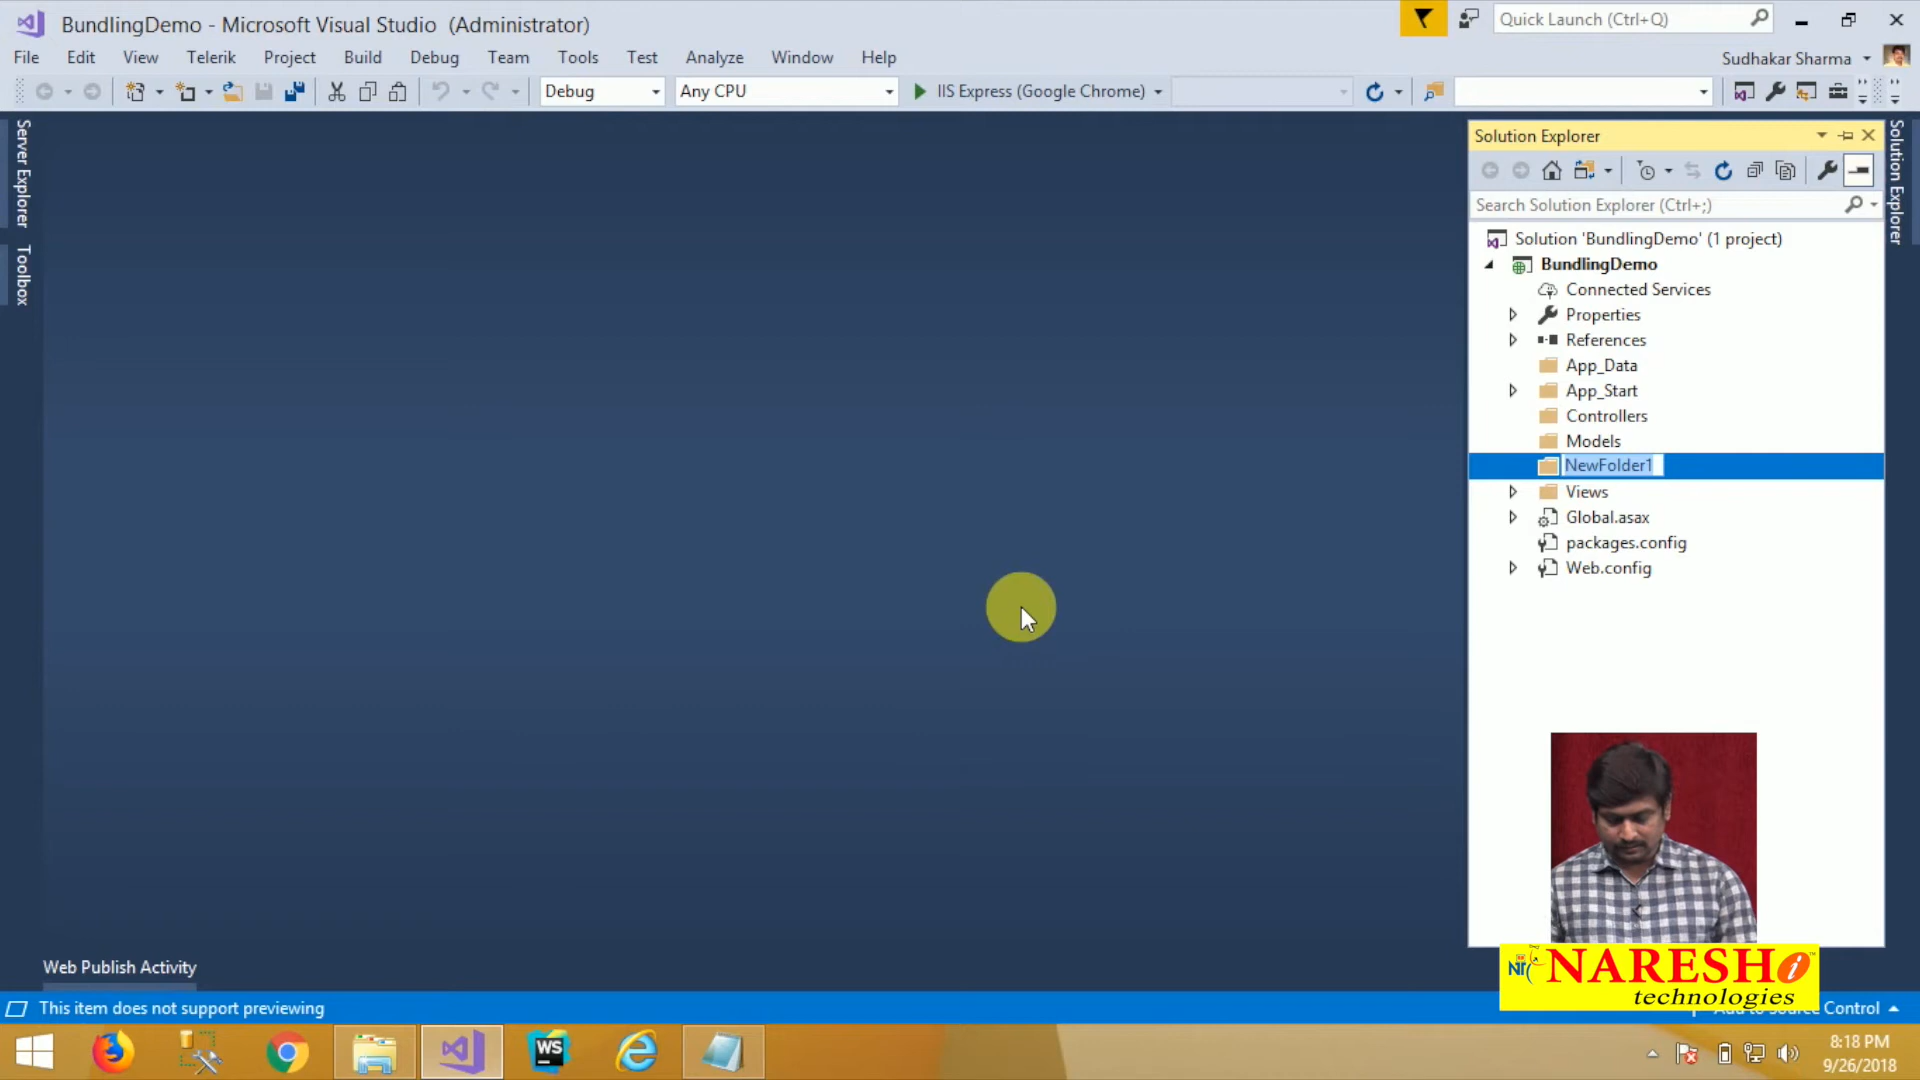 BundlingDemo - Microsoft Visual Studio (Administrator)
Quick Launch (Ctrl+Q)
File Edit View Telerik Project Build Debug Team Tools Test Analyze Window Help
Sudhakar Sharma
Debug
Any CPU
IIS Express (Google Chrome)
Server Explorer
Toolbox
Solution Explorer
Solution Explorer
Search Solution Explorer (Ctrl+;)
Solution 'BundlingDemo' (1 project)
BundlingDemo
Connected Services
Properties
References
App_Data
App_Start
Controllers
Models
NewFolder1
Views
Global.asax
packages.config
Web.config
NARESH i
technologies
Web Publish Activity
This item does not support previewing
Add to Source Control
WS
8:18 PM
9/26/2018